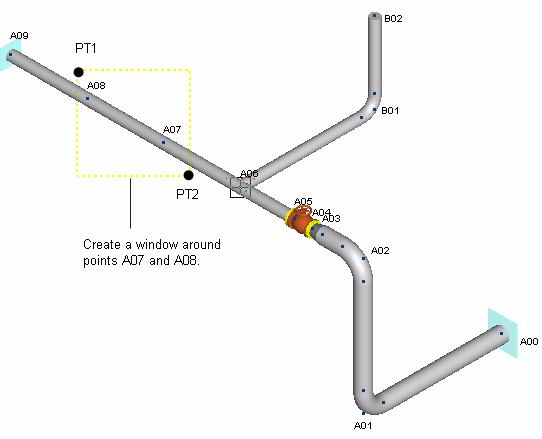 B02
A09
PT1
A08
B01
A07
A06
PT2
A05
A04
A03
Create a window around
points A07 and A08.
A02
A00
A01